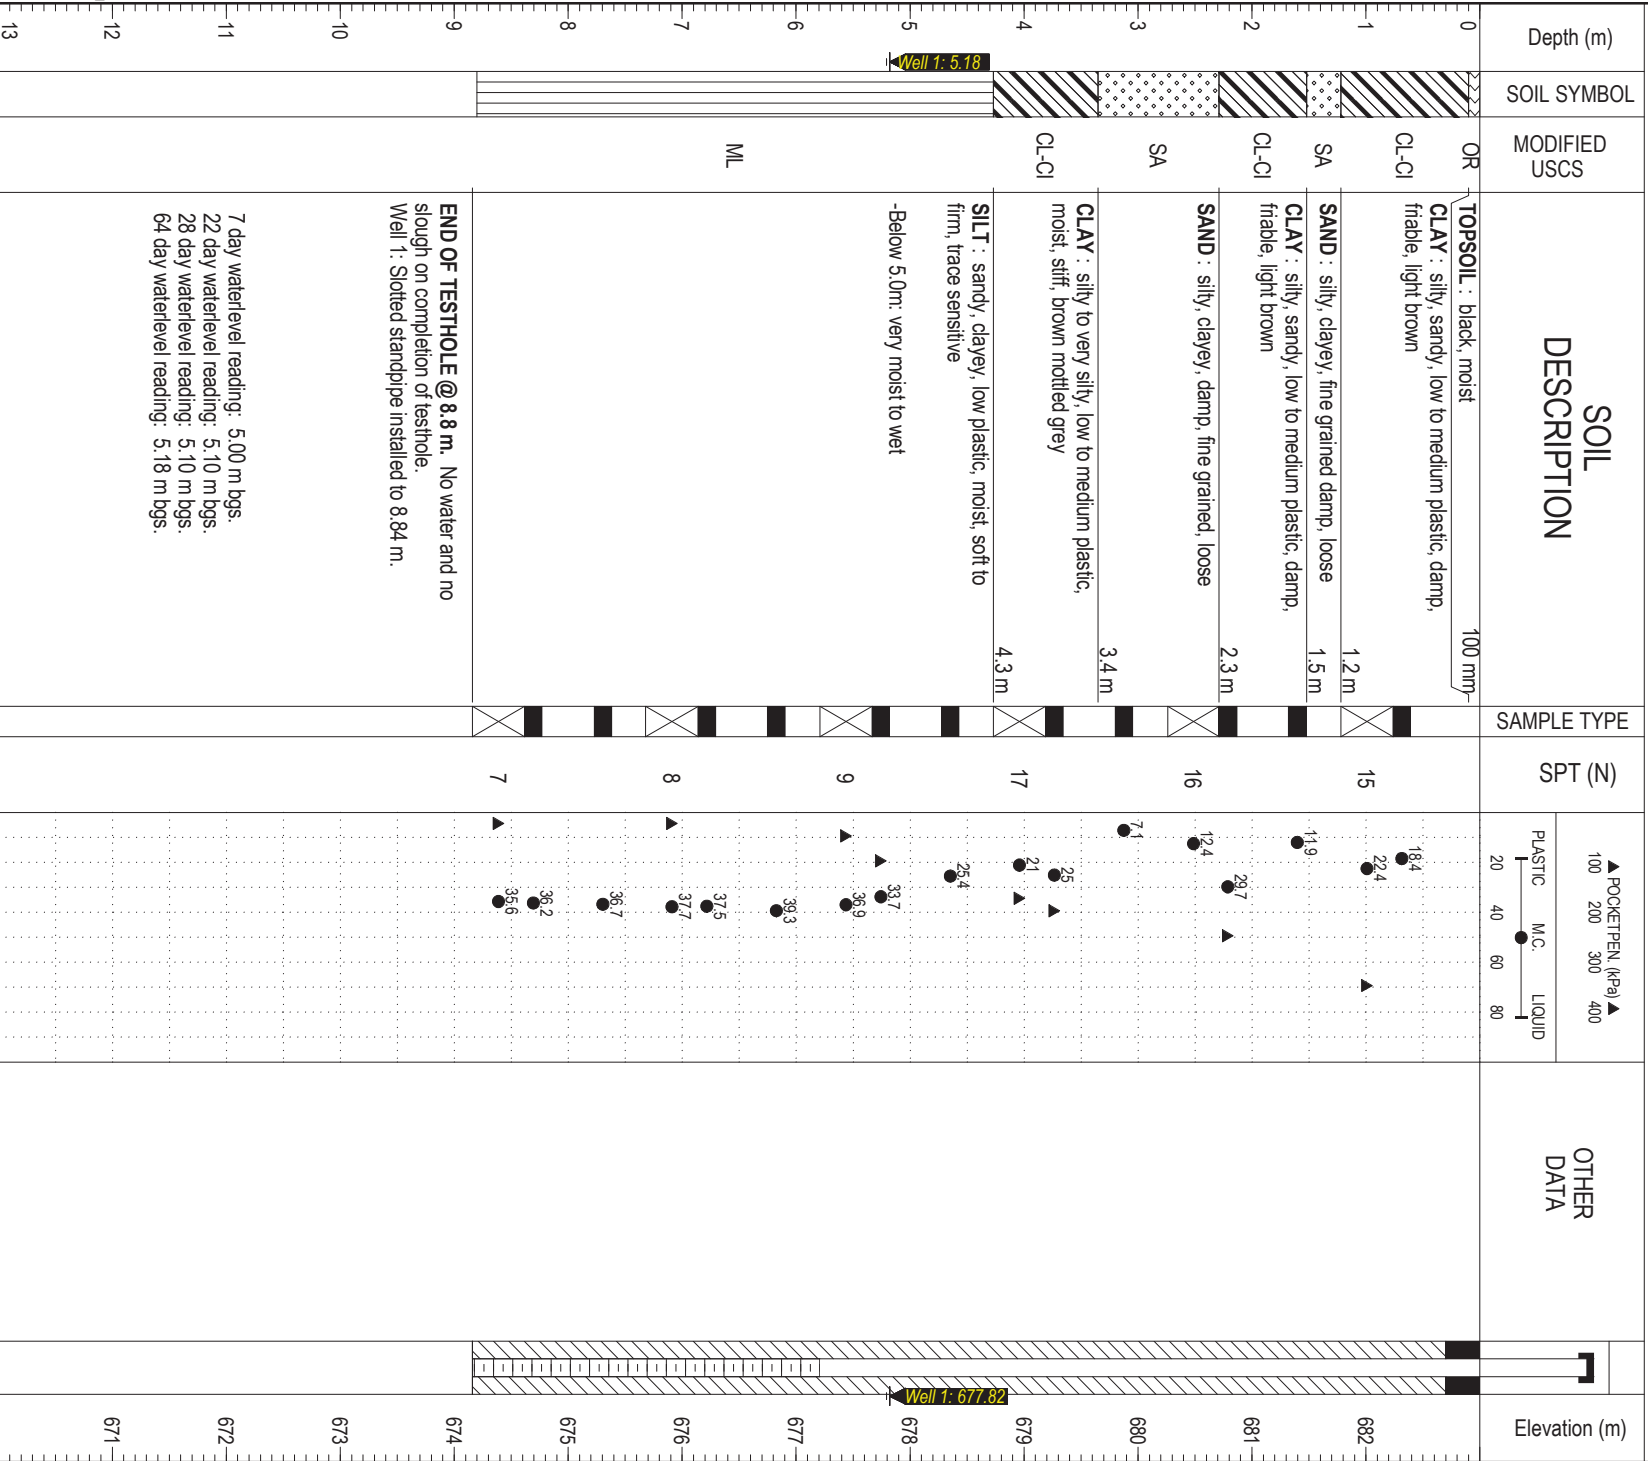 Depth (m)
0
1
2
3
4
5
6
7
8
9
10
11
12
13
Well 1: 5.18
SOIL SYMBOL
MODIFIED
USCS
OR
CL-CI
SA
CL-CI
SA
CL-CI
ML
SOIL
DESCRIPTION
TOPSOIL : black, moist
100 mm
CLAY : silty, sandy, low to medium plastic, damp,
friable, light brown
1.2 m
SAND : silty, clayey, fine grained damp, loose
1.5 m
CLAY : silty, sandy, low to medium plastic, damp,
friable, light brown
2.3 m
SAND : silty, clayey, damp, fine grained, loose
3.4 m
CLAY : silty to very silty, low to medium plastic,
moist, stiff, brown mottled grey
4.3 m
SILT : sandy, clayey, low plastic, moist, soft to
firm, trace sensitive
-Below 5.0m: very moist to wet
END OF TESTHOLE @ 8.8 m. No water and no
slough on completion of testhole.
Well 1: Slotted standpipe installed to 8.84 m.
7 day waterlevel reading: 5.00 m bgs.
22 day waterlevel reading: 5.10 m bgs.
28 day waterlevel reading: 5.10 m bgs.
64 day waterlevel reading: 5.18 m bgs.
SAMPLE TYPE
SPT (N)
15
16
17
9
8
7
▲ POCKETPEN. (kPa) ▲
100 200 300 400
PLASTIC M.C. LIQUID
20 40 60 80
18.4
22.4
11.9
29.7
12.4
7.1
25
21
25.4
33.7
36.9
39.3
37.5
37.7
36.7
36.2
35.6
OTHER
DATA
Well 1: 677.82
Elevation (m)
682
681
680
679
678
677
676
675
674
673
672
671